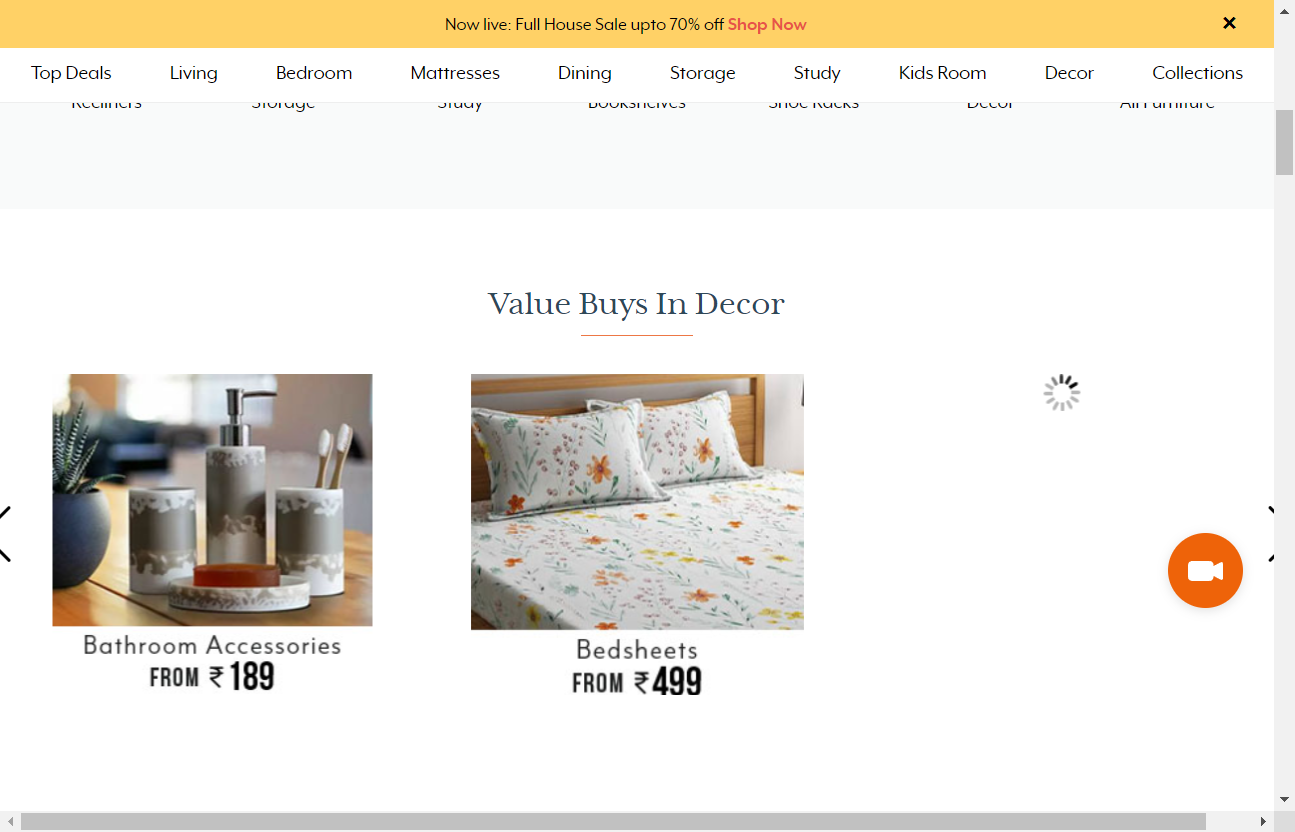 Now live: Full House Sale upto 70% off Shop Now
Top Deals Living Bedroom Mattresses Dining Storage Study Kids Room Decor Collections
Recliners Storage Study Bookshelves Shoe Racks Decor All Furniture
Value Buys In Decor
Bathroom Accessories
FROM ₹189
Bedsheets
FROM ₹499